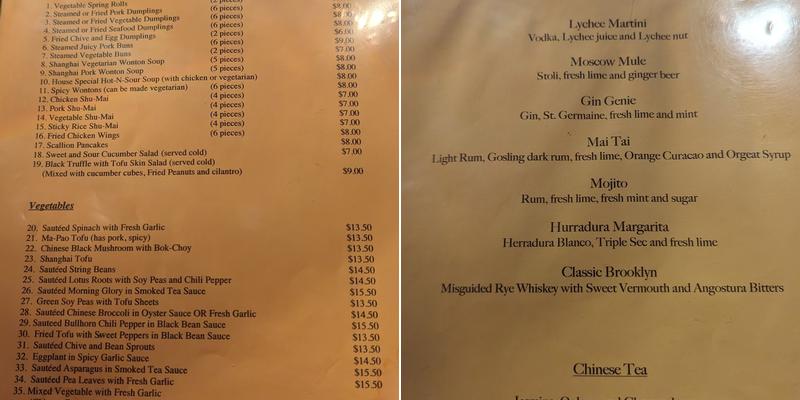 1. Vegetable Spring Rolls
2. Steamed or Fried Pork Dumplings (6 pieces) $8.00
3. Steamed or Fried Vegetable Dumplings (6 pieces)
4. Steamed or Fried Seafood Dumplings (6 pieces)
5. Fried Chive and Egg Dumplings (2 pieces) $6.00
6. Steamed Juicy Pork Buns (6 pieces) $9.00
7. Steamed Vegetable Buns (2 pieces) $7.00
8. Shanghai Vegetarian Wonton Soup (5 pieces) $8.00
9. Shanghai Pork Wonton Soup (5 pieces) $8.00
10. House Special Hot-N-Sour Soup (with chicken or vegetarian) $8.00
11. Spicy Wontons (can be made vegetarian) (6 pieces) $8.00
12. Chicken Shu-Mai (4 pieces) $7.00
13. Pork Shu-Mai (4 pieces) $7.00
14. Vegetable Shu-Mai (4 pieces) $7.00
15. Sticky Rice Shu-Mai (4 pieces) $7.00
16. Fried Chicken Wings (6 pieces) $8.00
17. Scallion Pancakes $8.00
18. Sweet and Sour Cucumber Salad (served cold) $7.00
19. Black Truffle with Tofu Skin Salad (served cold)
(Mixed with cucumber cubes, Fried Peanuts and cilantro) $9.00
Vegetables
20. Sautéed Spinach with Fresh Garlic $13.50
21. Ma-Pao Tofu (has pork, spicy) $13.50
22. Chinese Black Mushroom with Bok-Choy $13.50
23. Shanghai Tofu $13.50
24. Sautéed String Beans $14.50
25. Sautéed Lotus Roots with Soy Peas and Chili Pepper $14.50
26. Sautéed Morning Glory in Smoked Tea Sauce $15.50
27. Green Soy Peas with Tofu Sheets $13.50
28. Sautéed Chinese Broccoli in Oyster Sauce OR Fresh Garlic $14.50
29. Sauteed Bullhorn Chili Pepper in Black Bean Sauce $15.50
30. Fried Tofu with Sweet Peppers in Black Bean Sauce $13.50
31. Sautéed Chive and Bean Sprouts $13.50
32. Eggplant in Spicy Garlic Sauce $14.50
33. Sautéed Asparagus in Smoked Tea Sauce $15.50
34. Sautéed Pea Leaves with Fresh Garlic $15.50
35. Mixed Vegetable with Fresh Garlic
Lychee Martini
Vodka, Lychee juice and Lychee nut
Moscow Mule
Stoli, fresh lime and ginger beer
Gin Genie
Gin, St. Germaine, fresh lime and mint
Mai Tai
Light Rum, Gosling dark rum, fresh lime, Orange Curacao and Orgeat Syrup
Mojito
Rum, fresh lime, fresh mint and sugar
Hurradura Margarita
Herradura Blanco, Triple Sec and fresh lime
Classic Brooklyn
Misguided Rye Whiskey with Sweet Vermouth and Angostura Bitters
Chinese Tea